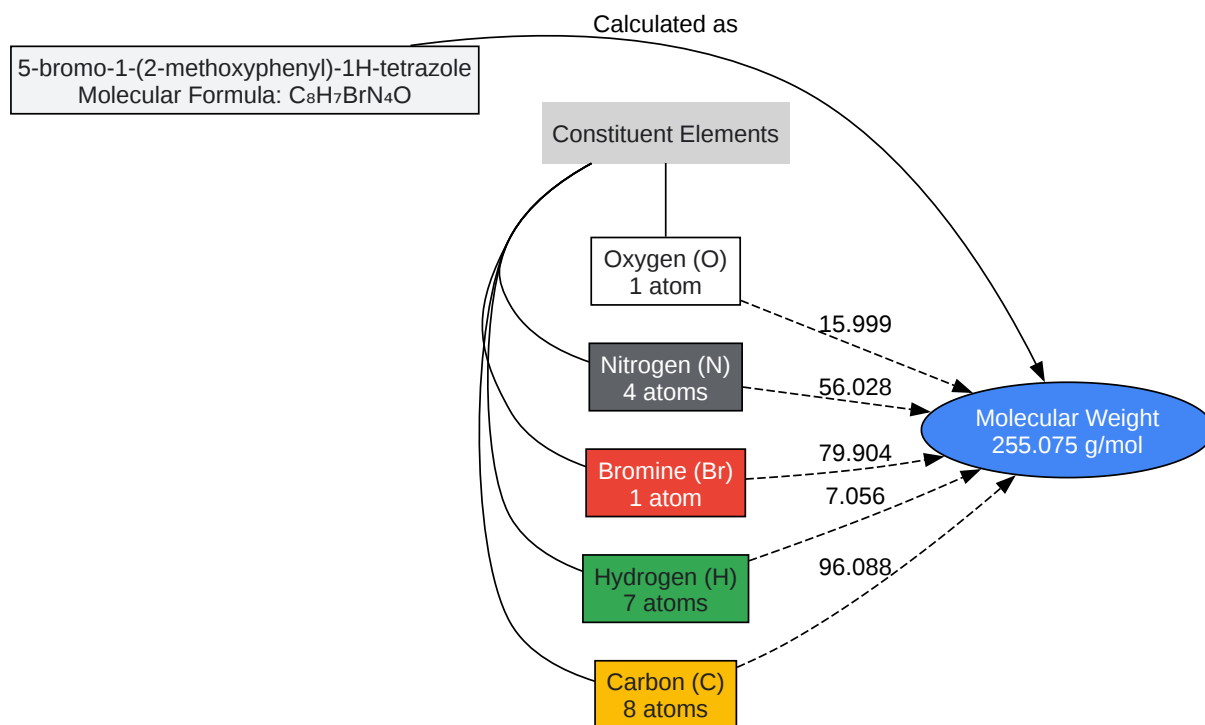 Calculated as
5-bromo-1-(2-methoxyphenyl)-1H-tetrazole
Molecular Formula: C₈H₇BrN₄O
Constituent Elements
Oxygen (O)
1 atom
15.999
Nitrogen (N)
4 atoms
56.028
Molecular Weight
255.075 g/mol
Bromine (Br)
1 atom
79.904
7.056
Hydrogen (H)
7 atoms
96.088
Carbon (C)
8 atoms